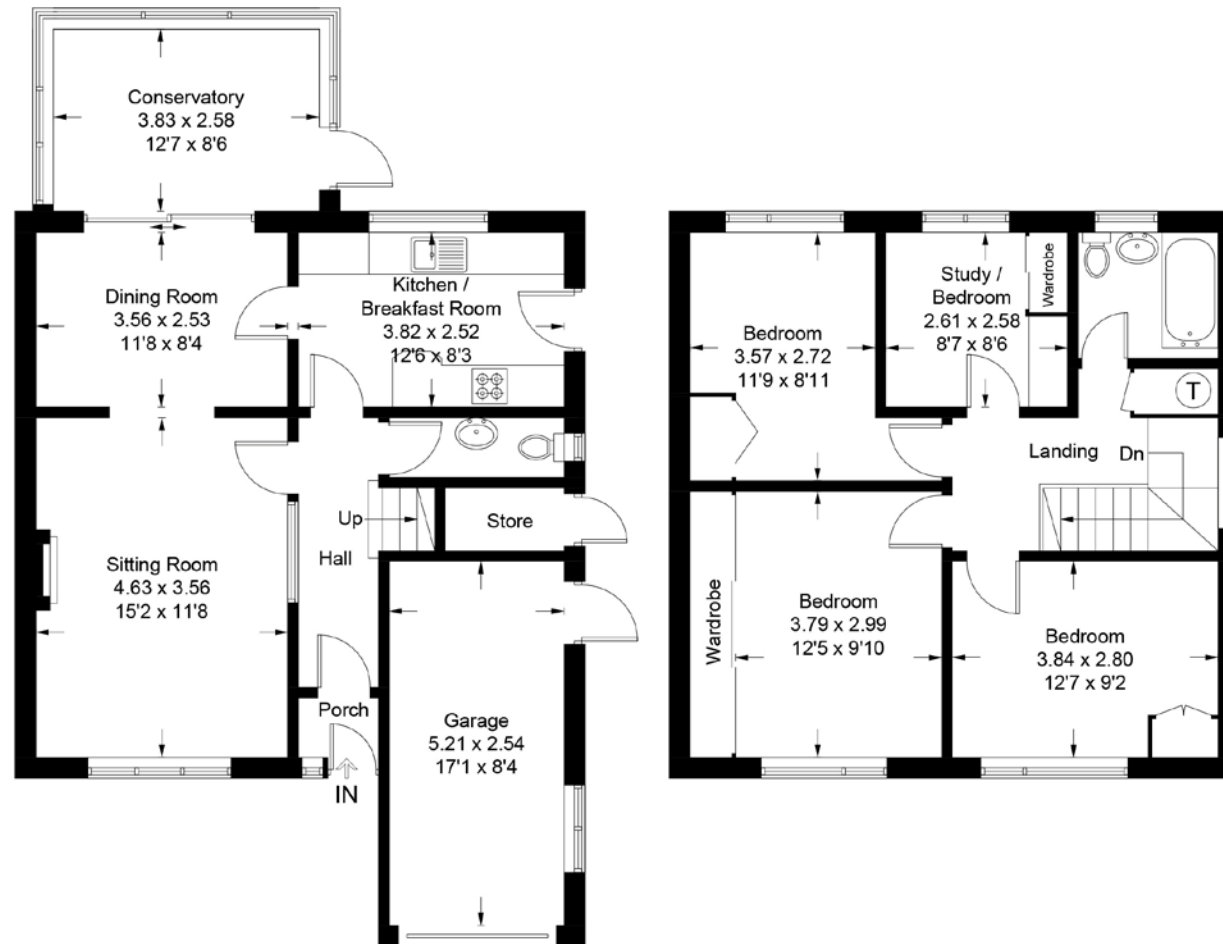 Conservatory
3.83 x 2.58
12'7 x 8'6
Dining Room
3.56 x 2.53
11'8 x 8'4
Kitchen /
Breakfast Room
3.82 x 2.52
12'6 x 8'3
Sitting Room
4.63 x 3.56
15'2 x 11'8
Up
Hall
Store
Porch
IN
Garage
5.21 x 2.54
17'1 x 8'4
Bedroom
3.57 x 2.72
11'9 x 8'11
Study /
Bedroom
2.61 x 2.58
8'7 x 8'6
Wardrobe
T
Landing
Dn
Wardrobe
Bedroom
3.79 x 2.99
12'5 x 9'10
Bedroom
3.84 x 2.80
12'7 x 9'2